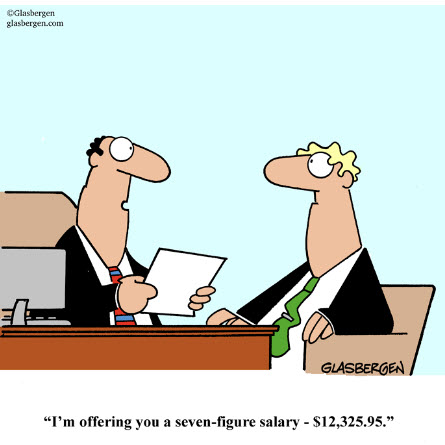 ©Glasbergen
glasbergen.com
GLASBERGEN
“I’m offering you a seven-figure salary - $12,325.95.”